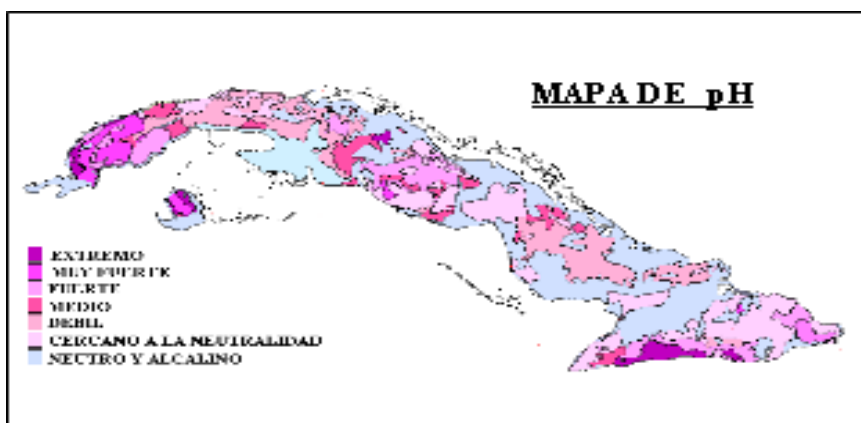 MAPA DE pH
EXTREMO
MUY FUERTE
FUERTE
MEDIO
DEBIL
CERCANO A LA NEUTRALIDAD
NEUTRO Y ALCALINO